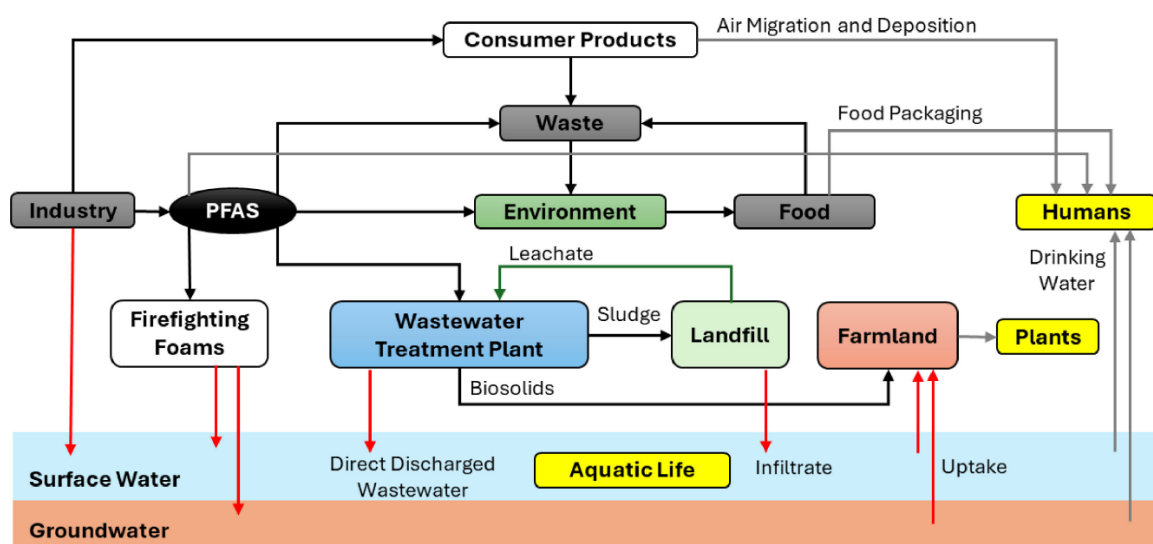 Consumer Products
Air Migration and Deposition
Waste
Food Packaging
Industry
PFAS
Environment
Food
Humans
Leachate
Drinking
Water
Firefighting
Foams
Wastewater
Treatment Plant
Sludge
Landfill
Farmland
Plants
Biosolids
Surface Water
Direct Discharged
Wastewater
Aquatic Life
Infiltrate
Uptake
Groundwater